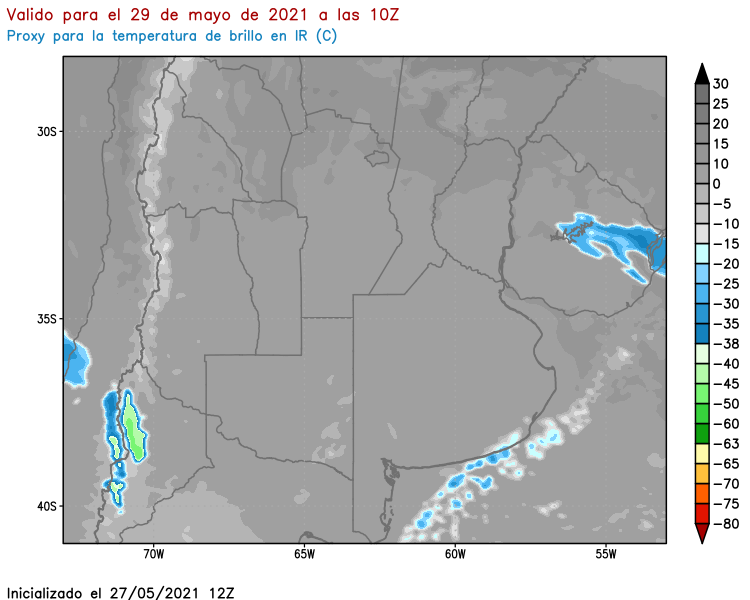 Valido para el 29 de mayo de 2021 a las 10Z
Proxy para la temperatura de brillo en IR (C)
30
25
20
15
10
0
−5
−10
−15
−20
−25
−30
−35
−38
−40
−45
−50
−60
−63
−65
−70
−75
−80
30S
35S
40S
70W
65W
60W
55W
Inicializado el 27/05/2021 12Z